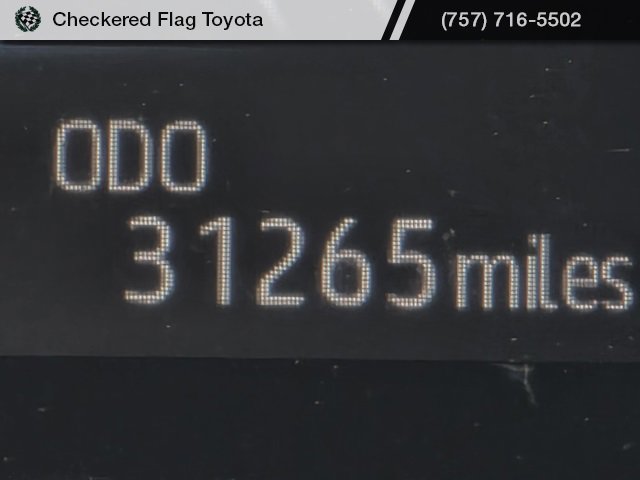 Checkered Flag Toyota
(757) 716-5502
ODO
31265 miles